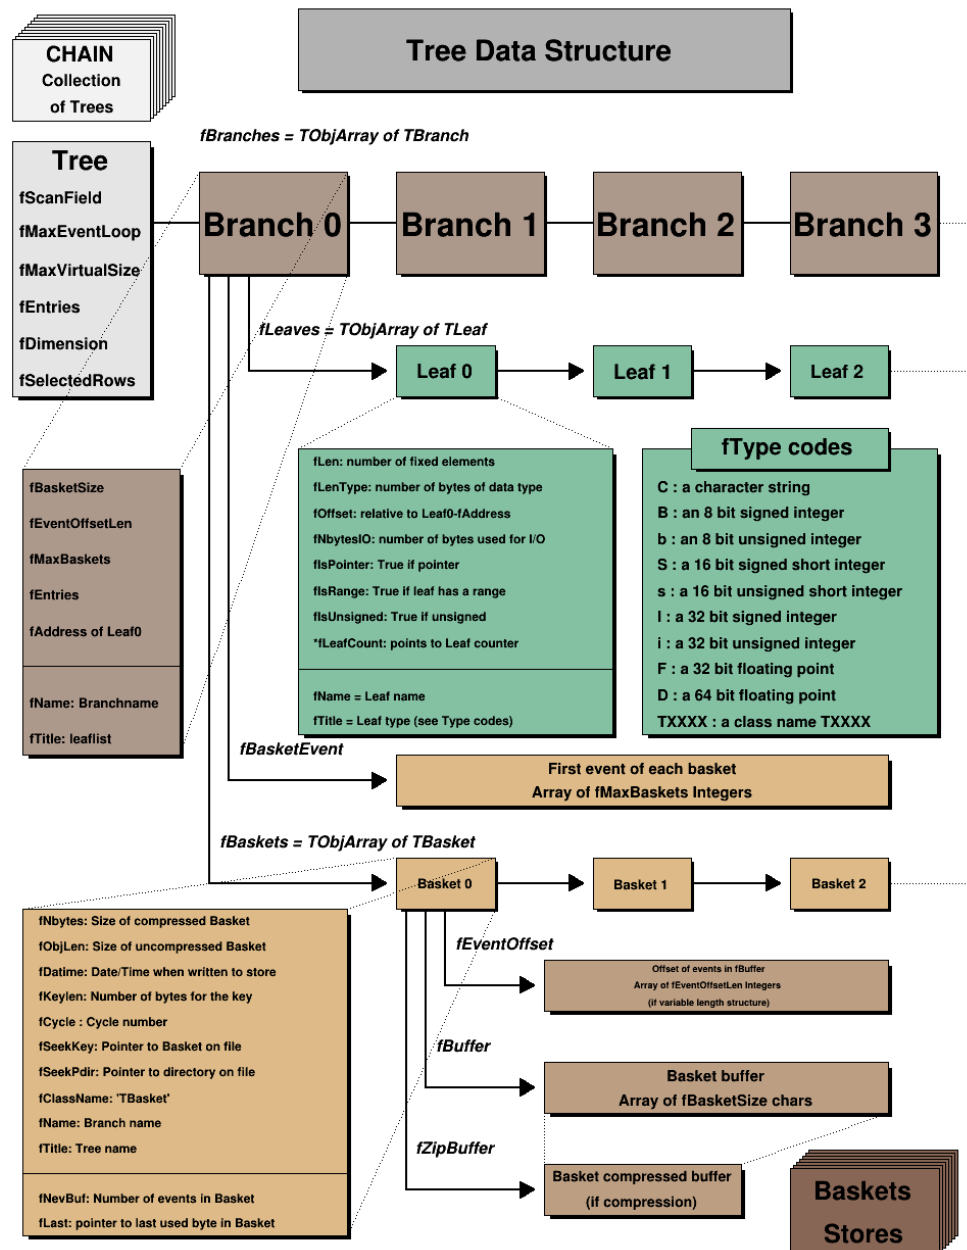 CHAIN
Collection
of Trees
Tree Data Structure
fBranches = TObjArray of TBranch
Tree
fScanField
fMaxEventLoop
fMaxVirtualSize
fEntries
fDimension
fSelectedRows
Branch 0
Branch 1
Branch 2
Branch 3
fLeaves = TObjArray of TLeaf
Leaf 0
Leaf 1
Leaf 2
fBasketSize
fEventOffsetLen
fMaxBaskets
fEntries
fAddress of Leaf0
fName: Branchname
fTitle: leaflist
fLen: number of fixed elements
fLenType: number of bytes of data type
fOffset: relative to Leaf0-fAddress
fNbytesIO: number of bytes used for I/O
fIsPointer: True if pointer
fIsRange: True if leaf has a range
fIsUnsigned: True if unsigned
*fLeafCount: points to Leaf counter
fName = Leaf name
fTitle = Leaf type (see Type codes)
fType codes
C : a character string
B : an 8 bit signed integer
b : an 8 bit unsigned integer
S : a 16 bit signed short integer
s : a 16 bit unsigned short integer
I : a 32 bit signed integer
i : a 32 bit unsigned integer
F : a 32 bit floating point
D : a 64 bit floating point
TXXXX : a class name TXXXX
fBasketEvent
First event of each basket
Array of fMaxBaskets Integers
fBaskets = TObjArray of TBasket
Basket 0
Basket 1
Basket 2
fNbytes: Size of compressed Basket
fObjLen: Size of uncompressed Basket
fDatime: Date/Time when written to store
fKeylen: Number of bytes for the key
fCycle : Cycle number
fSeekKey: Pointer to Basket on file
fSeekPdir: Pointer to directory on file
fClassName: 'TBasket'
fName: Branch name
fTitle: Tree name
fNevBuf: Number of events in Basket
fLast: pointer to last used byte in Basket
fEventOffset
Offset of events in fBuffer
Array of fEventOffsetLen Integers
(if variable length structure)
fBuffer
Basket buffer
Array of fBasketSize chars
fZipBuffer
Basket compressed buffer
(if compression)
Baskets
Stores